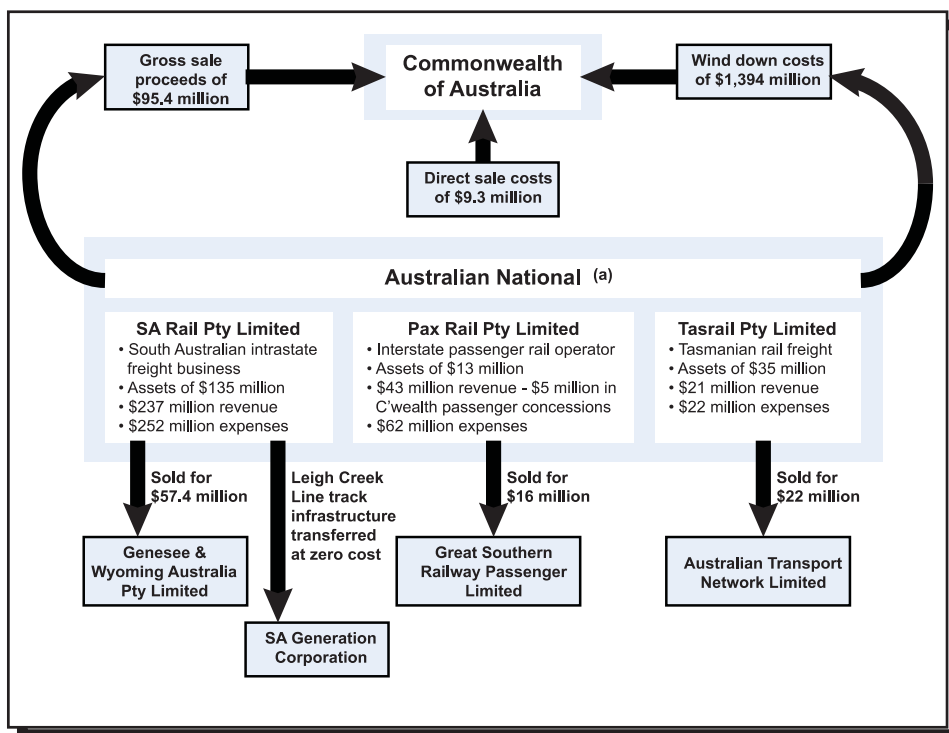 Gross sale
proceeds of
$95.4 million
Commonwealth
of Australia
Wind down costs
of $1,394 million
Direct sale costs
of $9.3 million
Australian National (a)
SA Rail Pty Limited
• South Australian intrastate
freight business
• Assets of $135 million
• $237 million revenue
• $252 million expenses
Pax Rail Pty Limited
• Interstate passenger rail operator
• Assets of $13 million
• $43 million revenue - $5 million in
C'wealth passenger concessions
• $62 million expenses
Tasrail Pty Limited
• Tasmanian rail freight
• Assets of $35 million
• $21 million revenue
• $22 million expenses
Sold for
$57.4 million
Leigh Creek
Line track
infrastructure
transferred
at zero cost
Sold for
$16 million
Sold for
$22 million
Genesee &
Wyoming Australia
Pty Limited
SA Generation
Corporation
Great Southern
Railway Passenger
Limited
Australian Transport
Network Limited